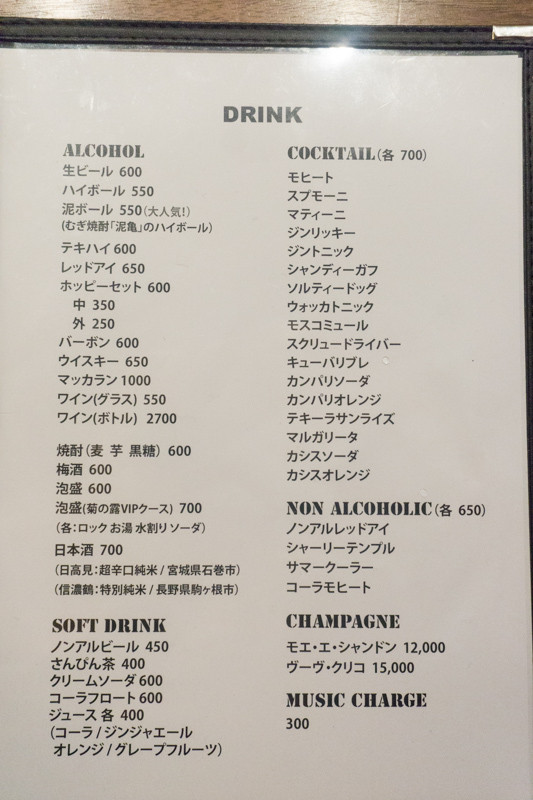 DRINK
ALCOHOL
生ビール 600
ハイボール 550
泥ボール 550(大人気!)
(むぎ焼酎「泥亀」のハイボール)
テキハイ 600
レッドアイ 650
ホッピーセット 600
中 350
外 250
バーボン 600
ウイスキー 650
マッカラン 1000
ワイン(グラス) 550
ワイン(ボトル) 2700
焼酎(麦 芋 黒糖) 600
梅酒 600
泡盛 600
泡盛(菊の露VIPクース) 700
(各:ロック お湯 水割り ソーダ)
日本酒 700
(日高見:超辛口純米 / 宮城県石巻市)
(信濃鶴:特別純米 / 長野県駒ヶ根市)
SOFT DRINK
ノンアルビール 450
さんぴん茶 400
クリームソーダ 600
コーラフロート 600
ジュース 各 400
(コーラ / ジンジャエール
オレンジ / グレープフルーツ)
COCKTAIL(各 700)
モヒート
スプモーニ
マティーニ
ジンリッキー
ジントニック
シャンディーガフ
ソルティードッグ
ウォッカトニック
モスコミュール
スクリュードライバー
キューバリブレ
カンパリソーダ
カンパリオレンジ
テキーラサンライズ
マルガリータ
カシスソーダ
カシスオレンジ
NON ALCOHOLIC(各 650)
ノンアルレッドアイ
シャーリーテンプル
サマークーラー
コーラモヒート
CHAMPAGNE
モエ・エ・シャンドン 12,000
ヴーヴ・クリコ 15,000
MUSIC CHARGE
300